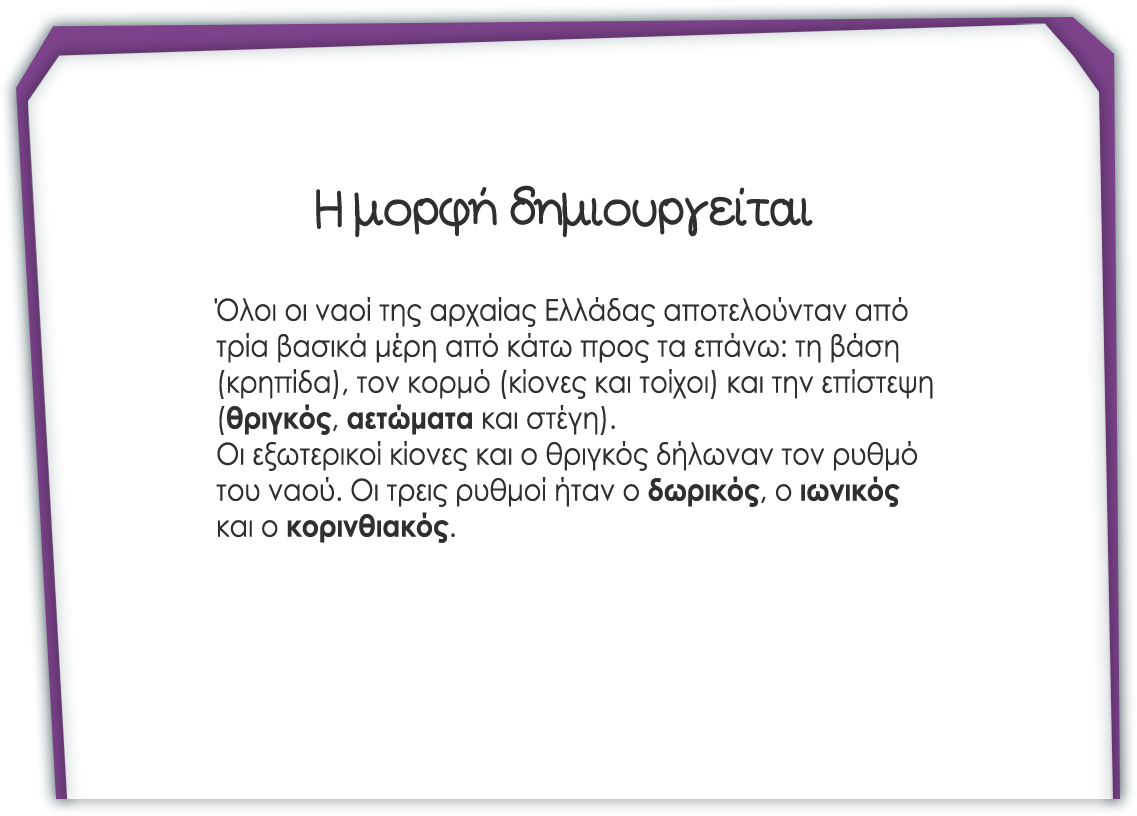 Η μορφή δημιουργείται
Όλοι οι ναοί της αρχαίας Ελλάδας αποτελούνταν από
τρία βασικά μέρη από κάτω προς τα επάνω: τη βάση
(κρηπίδα), τον κορμό (κίονες και τοίχοι) και την επίστεψη
(θριγκός, αετώματα και στέγη).
Οι εξωτερικοί κίονες και ο θριγκός δήλωναν τον ρυθμό
του ναού. Οι τρεις ρυθμοί ήταν ο δωρικός, ο ιωνικός
και ο κορινθιακός.